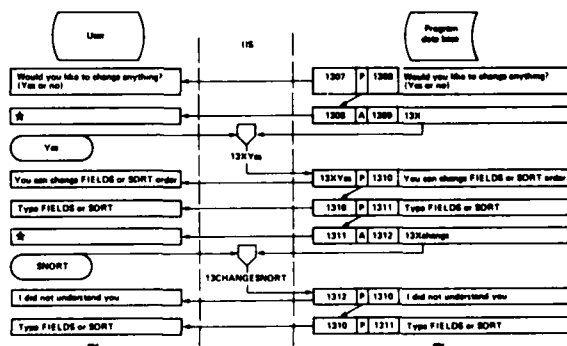 User
IIS
Program data base
Would you like to change anything?
(Yes or no)
1307 P 1308 Would you like to change anything?
(Yes or no)
1308 A 1309 13X
Yes
13XYes
You can change FIELDS or SORT order
13XYes P 1310 You can change FIELDS or SORT order
Type FIELDS or SORT
1310 P 1311 Type FIELDS or SORT
1311 A 1312 13Xchange
SNORT
13CHANGESNORT
I did not understand you
1312 P 1310 I did not understand you
Type FIELDS or SORT
1310 P 1311 Type FIELDS or SORT